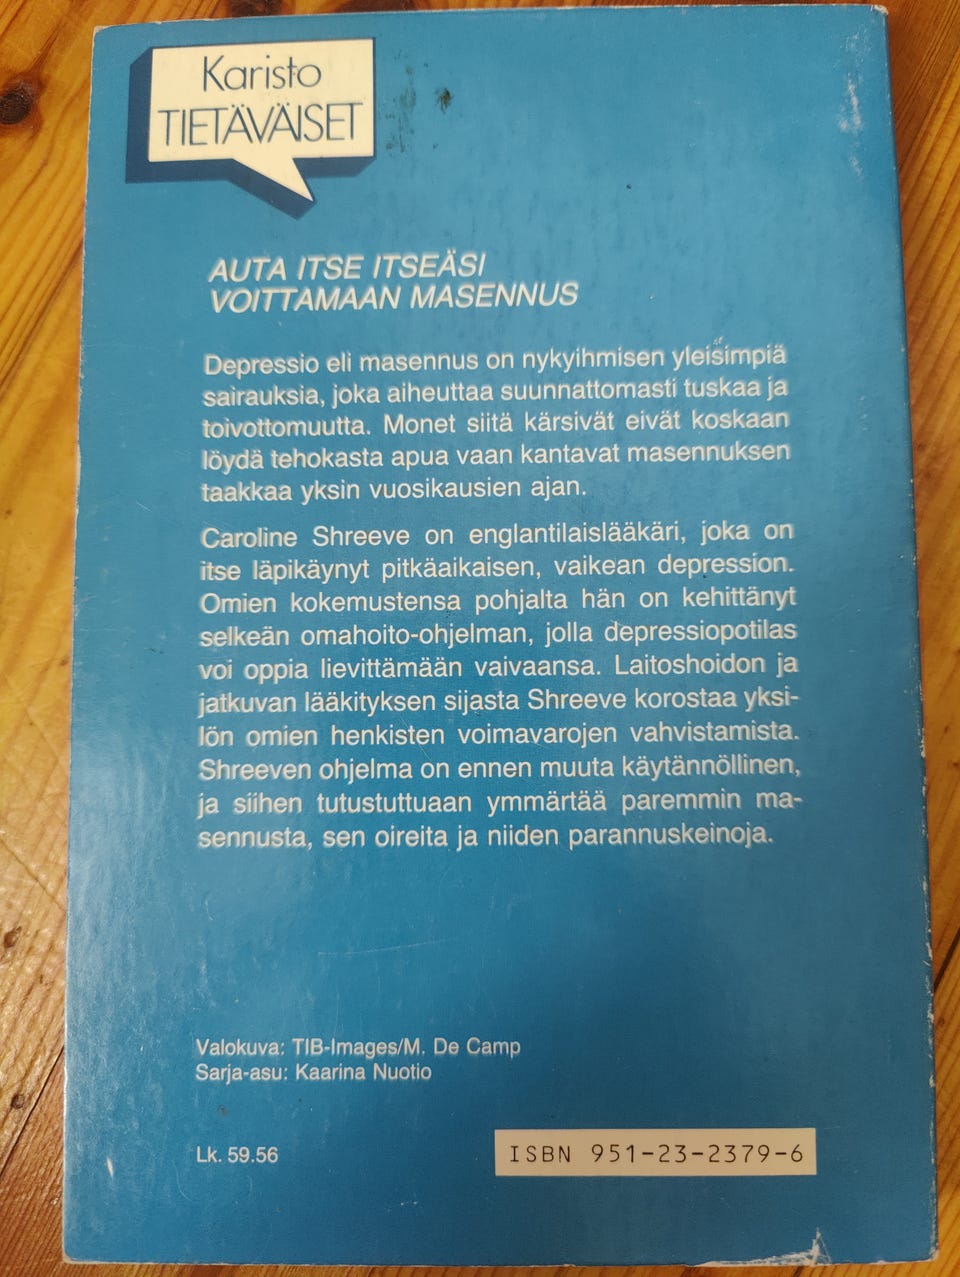 Karisto
TIETÄVÄISET
AUTA ITSE ITSEÄSI
VOITTAMAAN MASENNUS
Depressio eli masennus on nykyihmisen yleisimpiä
sairauksia, joka aiheuttaa suunnattomasti tuskaa ja
toivottomuutta. Monet siitä kärsivät eivät koskaan
löydä tehokasta apua vaan kantavat masennuksen
taakkaa yksin vuosikausien ajan.
Caroline Shreeve on englantilaislääkäri, joka on
itse läpikäynyt pitkäaikaisen, vaikean depression.
Omien kokemustensa pohjalta hän on kehittänyt
selkeän omahoito-ohjelman, jolla depressiopotilas
voi oppia lievittämään vaivaansa. Laitoshoidon ja
jatkuvan lääkityksen sijasta Shreeve korostaa yksi-
lön omien henkisten voimavarojen vahvistamista.
Shreeven ohjelma on ennen muuta käytännöllinen,
ja siihen tutustuttuaan ymmärtää paremmin ma-
sennusta, sen oireita ja niiden parannuskeinoja.
Valokuva: TIB-Images/M. De Camp
Sarja-asu: Kaarina Nuotio
Lk. 59.56
ISBN 951-23-2379-6